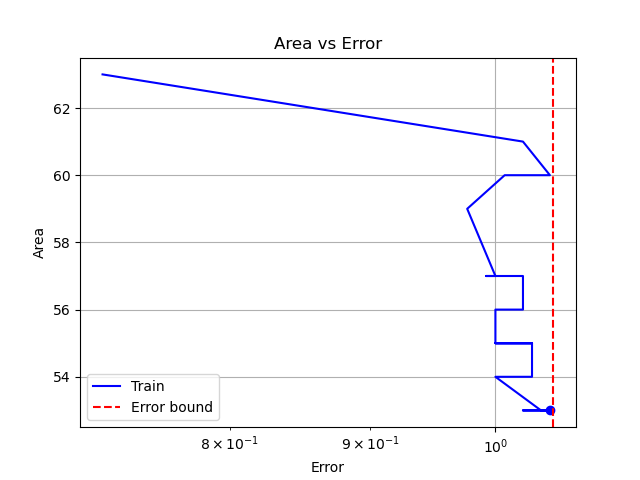 Area vs Error
Area
62
60
58
56
54
Train
Error bound
8 × 10⁻¹
9 × 10⁻¹
10⁰
Error